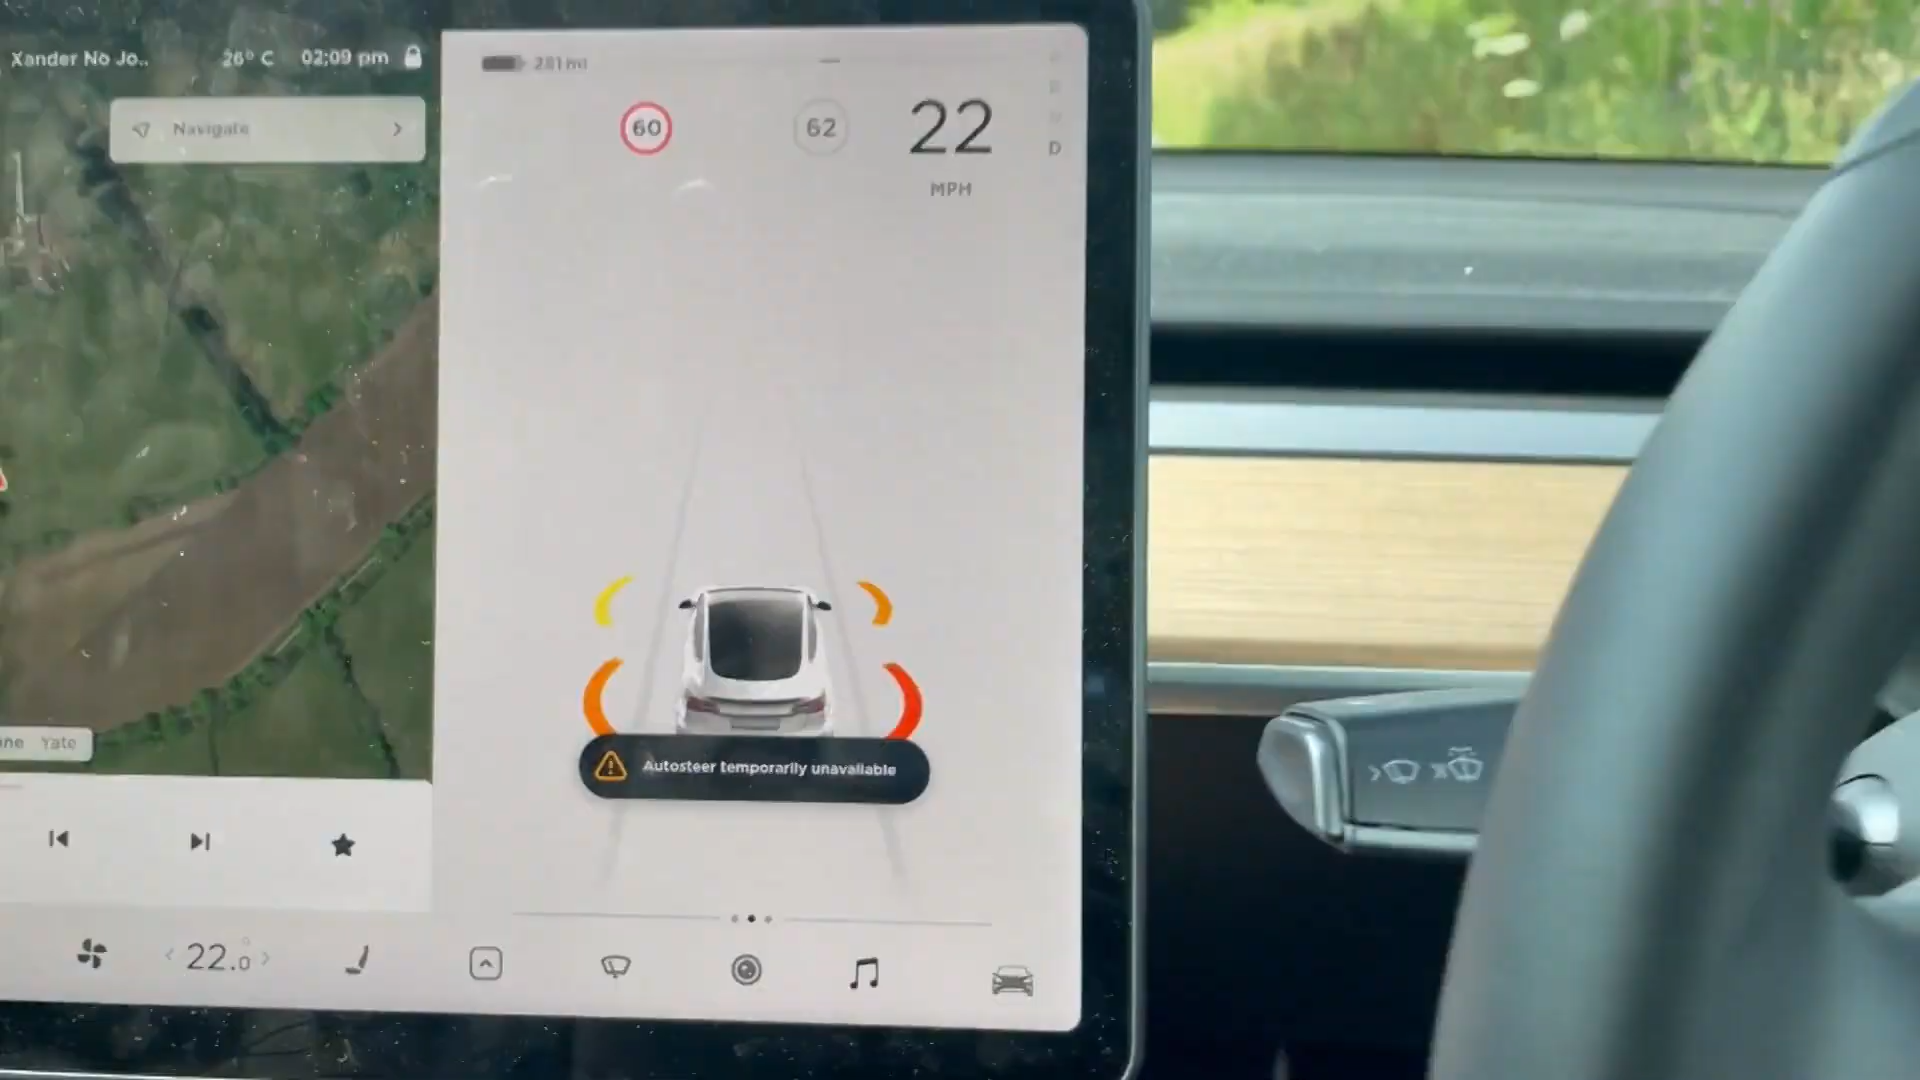 Xander No Jo..
26° C
02:09 pm
281 mi
Navigate
60
62
22
MPH
D
Yate
Autosteer temporarily unavailable
22.0